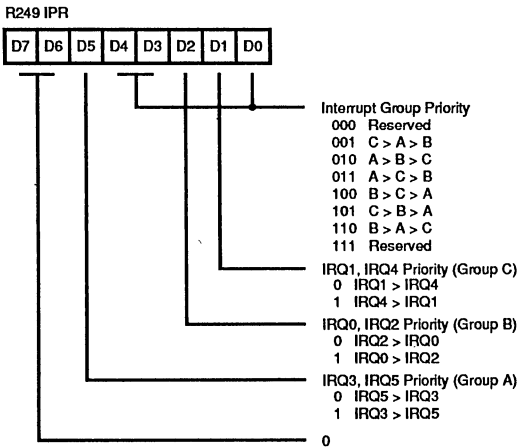 R249 IPR
D7 D6 D5 D4 D3 D2 D1 D0
Interrupt Group Priority
000 Reserved
001 C > A > B
010 A > B > C
011 A > C > B
100 B > C > A
101 C > B > A
110 B > A > C
111 Reserved
IRQ1, IRQ4 Priority (Group C)
0 IRQ1 > IRQ4
1 IRQ4 > IRQ1
IRQ0, IRQ2 Priority (Group B)
0 IRQ2 > IRQ0
1 IRQ0 > IRQ2
IRQ3, IRQ5 Priority (Group A)
0 IRQ5 > IRQ3
1 IRQ3 > IRQ5
0